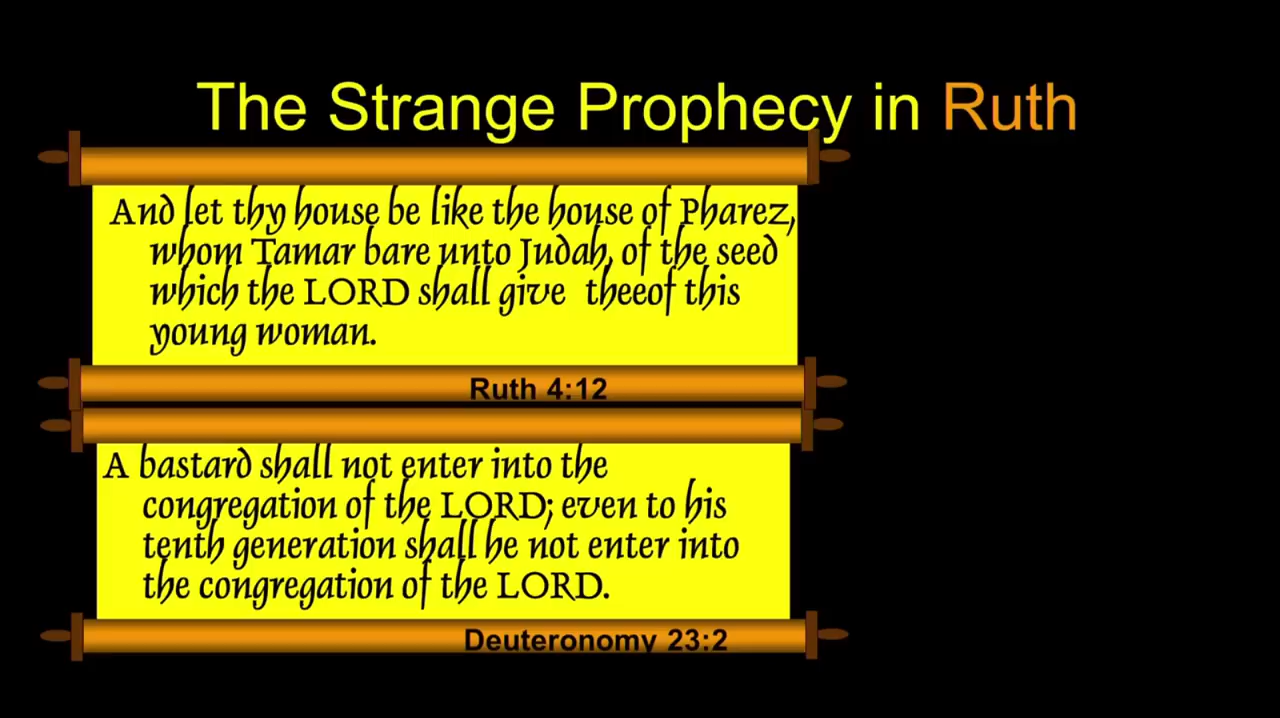 The Strange Prophecy in Ruth
And let thy house be like the house of Pharez,
whom Tamar bare unto Judah, of the seed
which the LORD shall give theeof this
young woman.
Ruth 4:12
A bastard shall not enter into the
congregation of the LORD; even to his
tenth generation shall he not enter into
the congregation of the LORD.
Deuteronomy 23:2